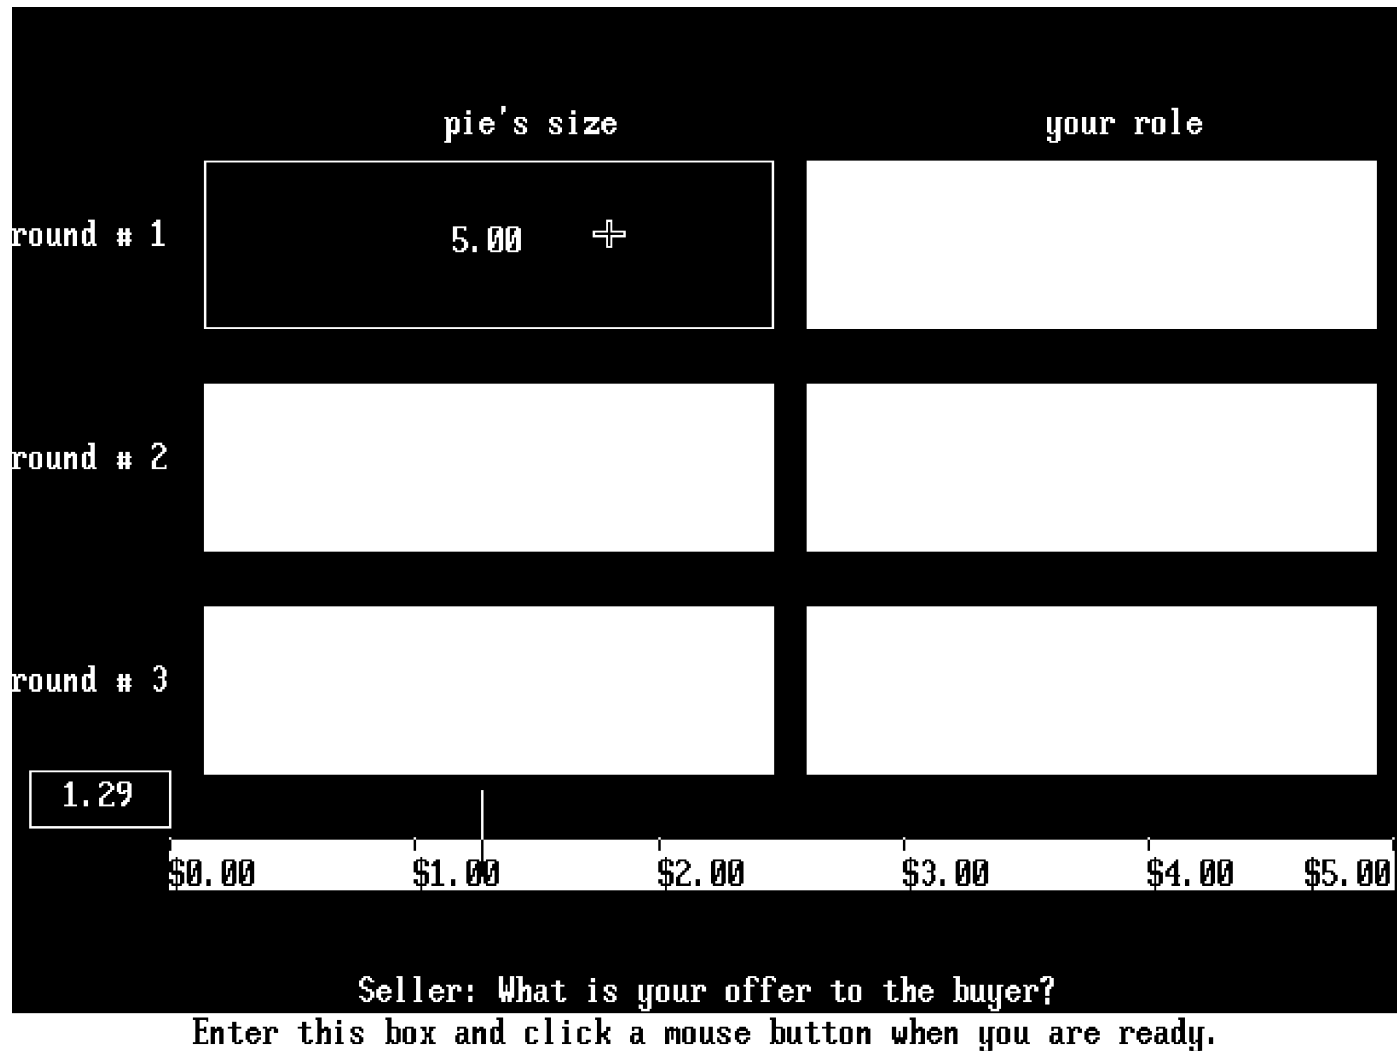 pie's size your role
round # 1 5.00
round # 2
round # 3
1.29
$0.00 $1.00 $2.00 $3.00 $4.00 $5.00
Seller: What is your offer to the buyer?
Enter this box and click a mouse button when you are ready.